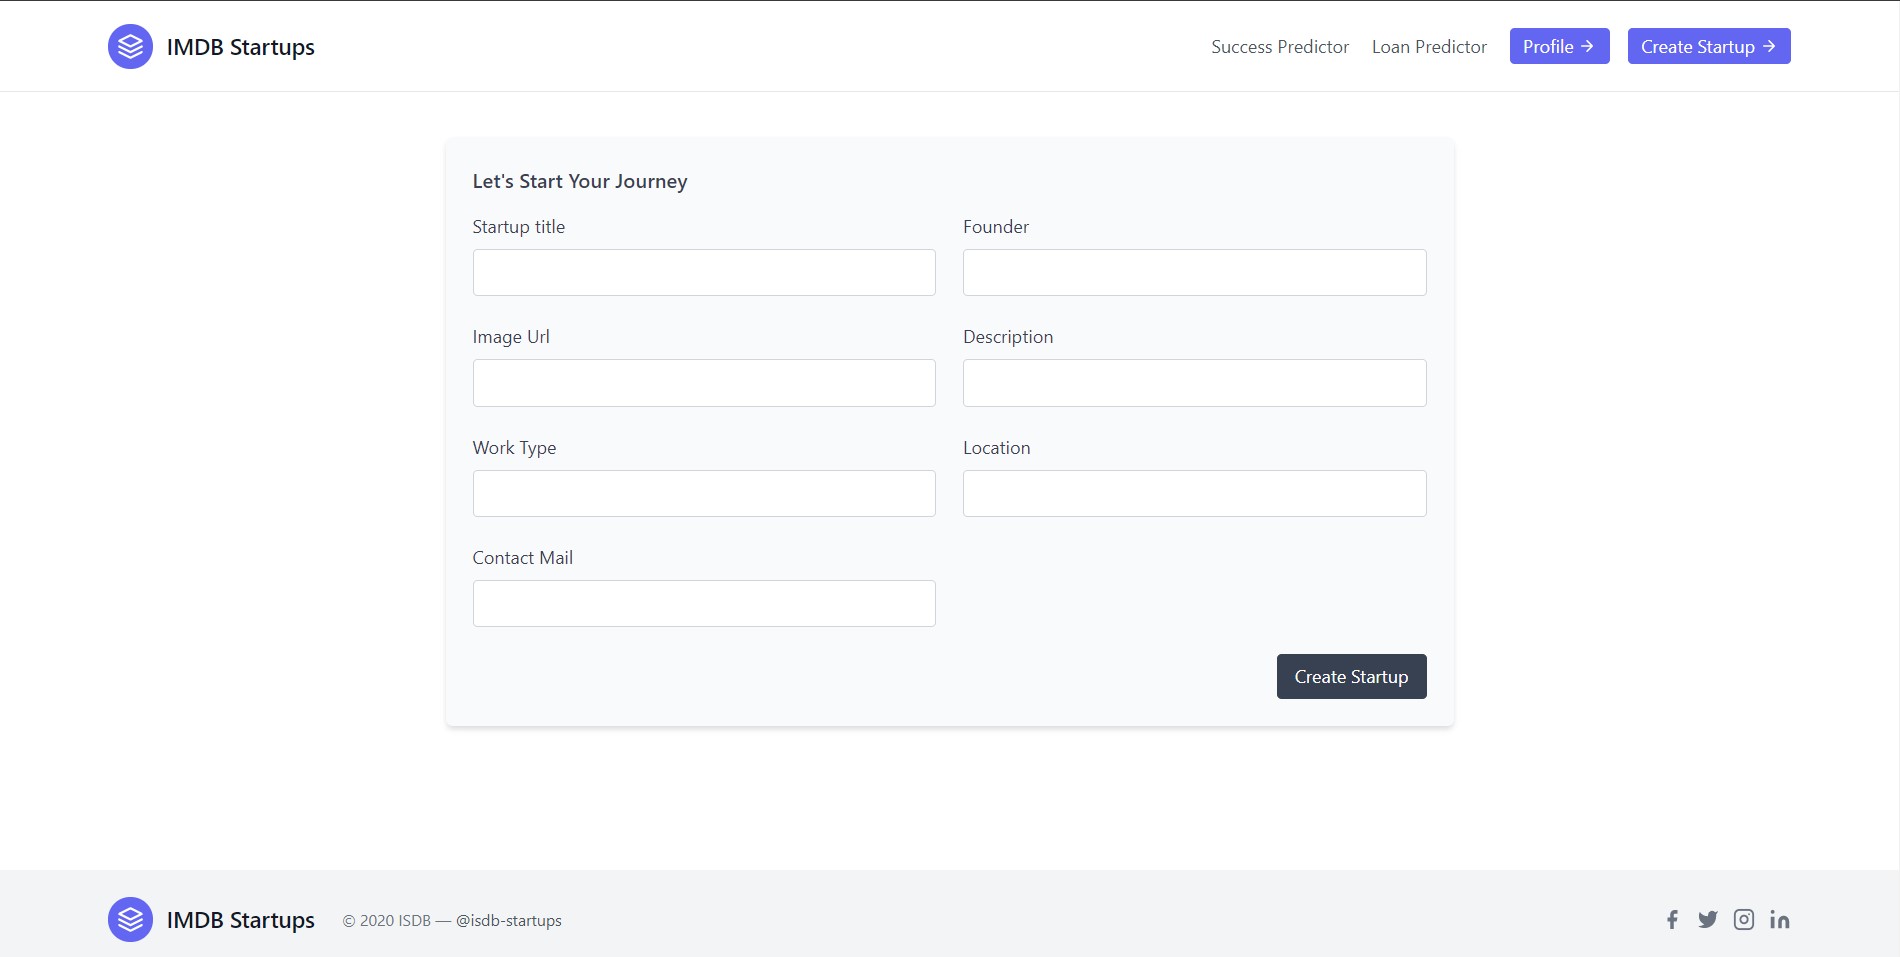 IMDB Startups
Success Predictor
Loan Predictor
Profile →
Create Startup →
Let's Start Your Journey
Startup title
Founder
Image Url
Description
Work Type
Location
Contact Mail
Create Startup
IMDB Startups
© 2020 ISDB — @isdb-startups